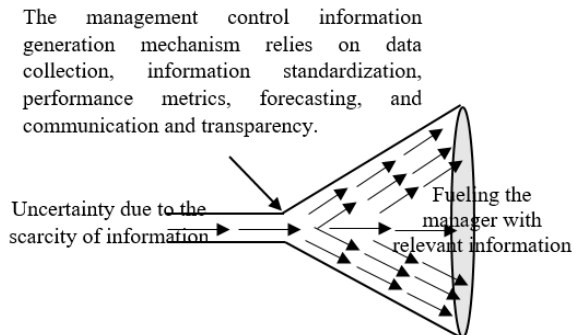 The management control information
generation mechanism relies on data
collection, information standardization,
performance metrics, forecasting, and
communication and transparency.
Uncertainty due to the
scarcity of information
Fueling the
manager with
relevant information